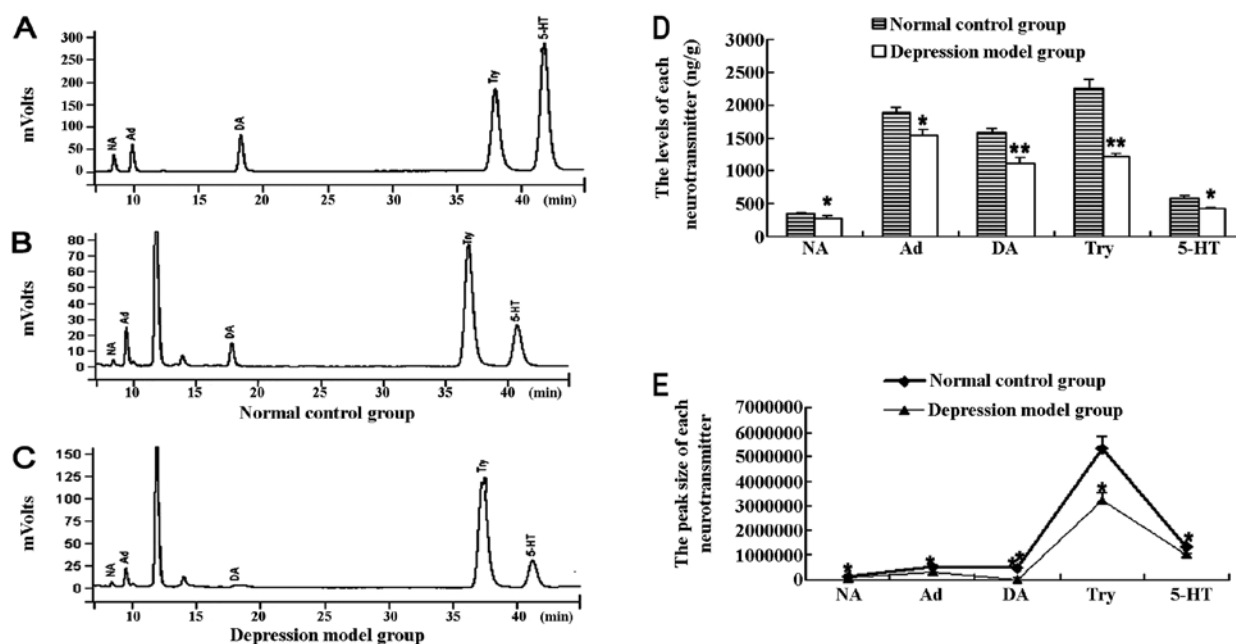 A
mVolts
300
250
200
150
100
50
0
NA
Ad
DA
Try
5-HT
10 15 20 25 30 35 40 (min)
B
mVolts
80
70
60
50
40
30
20
10
0
NA
Ad
DA
Try
5-HT
10 15 20 25 30 35 40 (min)
Normal control group
C
mVolts
150
125
100
75
50
25
0
NA
Ad
DA
Try
5-HT
10 15 20 25 30 35 40 (min)
Depression model group
D
Normal control group
Depression model group
The levels of each
neurotransmitter (ng/g)
3000
2500
2000
1500
1000
500
0
*
*
**
**
*
NA Ad DA Try 5-HT
E
Normal control group
Depression model group
The peak size of each
neurotransmitter
7000000
6000000
5000000
4000000
3000000
2000000
1000000
0
*
*
**
*
*
NA Ad DA Try 5-HT